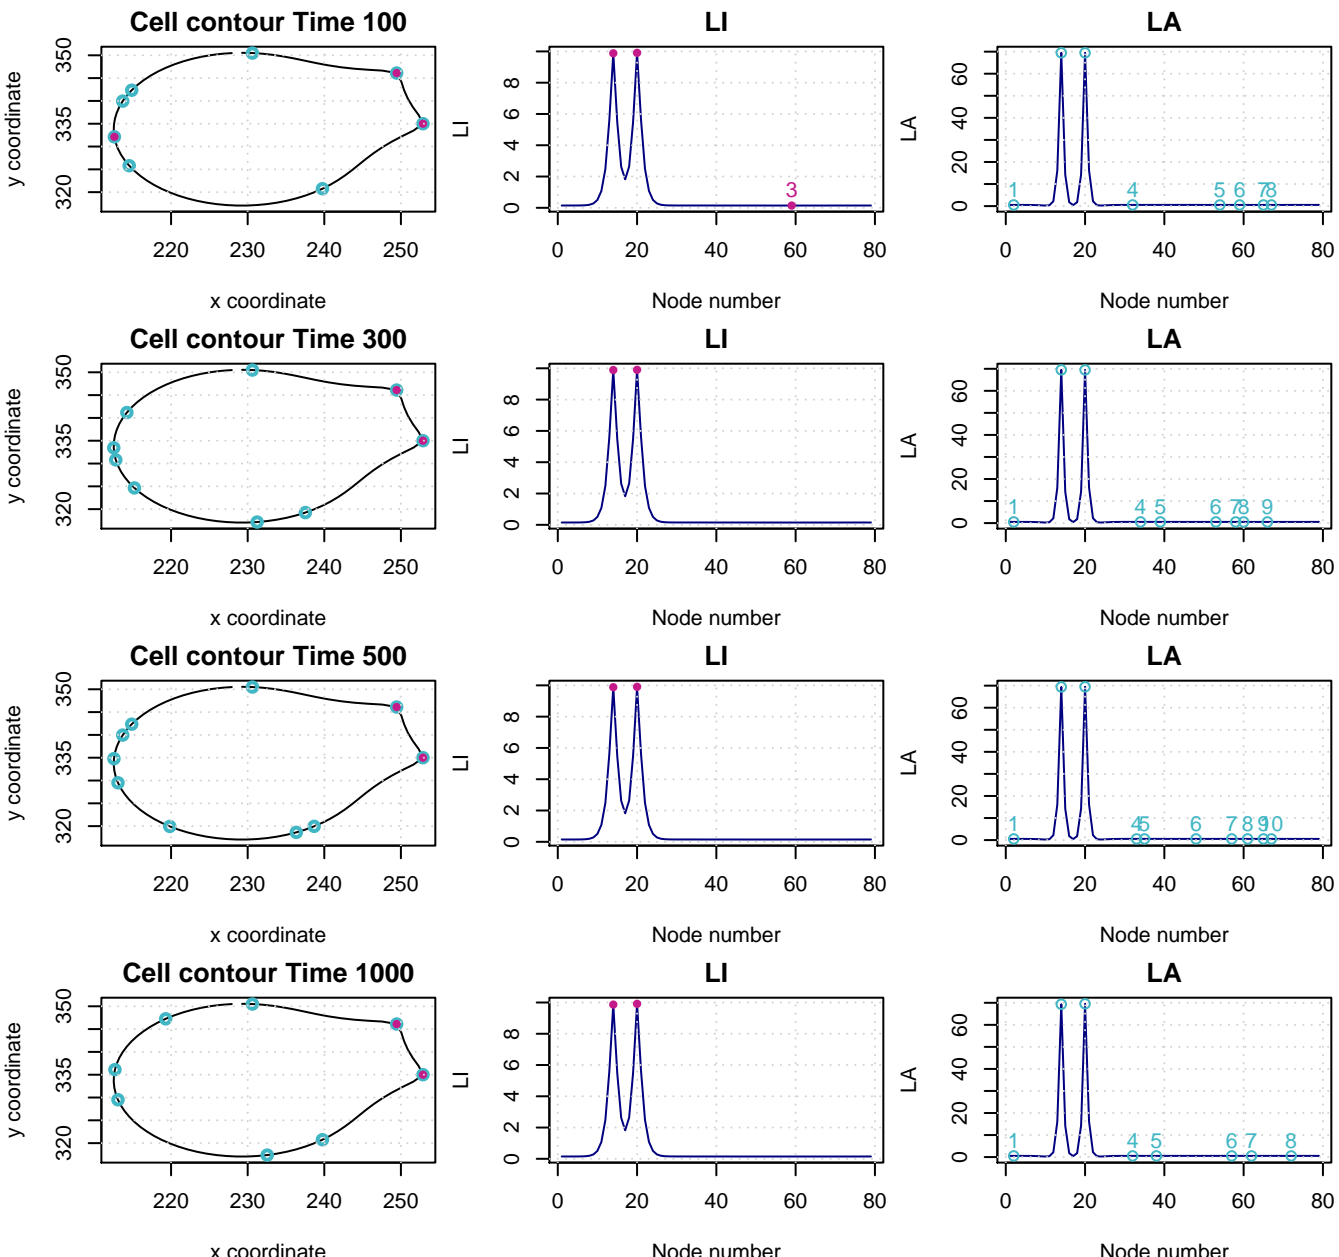 Cell contour Time 100
y coordinate
320 335 350
220 230 240 250
x coordinate
LI
LI
0 2 4 6 8
3
0 20 40 60 80
Node number
LA
LA
0 20 40 60
1 4 5 6 7 8
0 20 40 60 80
Node number
Cell contour Time 300
y coordinate
320 335 350
220 230 240 250
x coordinate
LI
LI
0 2 4 6 8
0 20 40 60 80
Node number
LA
LA
0 20 40 60
1 4 5 6 7 8 9
0 20 40 60 80
Node number
Cell contour Time 500
y coordinate
320 335 350
220 230 240 250
x coordinate
LI
LI
0 2 4 6 8
0 20 40 60 80
Node number
LA
LA
0 20 40 60
1 4 5 6 7 8 9 10
0 20 40 60 80
Node number
Cell contour Time 1000
y coordinate
320 335 350
220 230 240 250
x coordinate
LI
LI
0 2 4 6 8
0 20 40 60 80
Node number
LA
LA
0 20 40 60
1 4 5 6 7 8
0 20 40 60 80
Node number